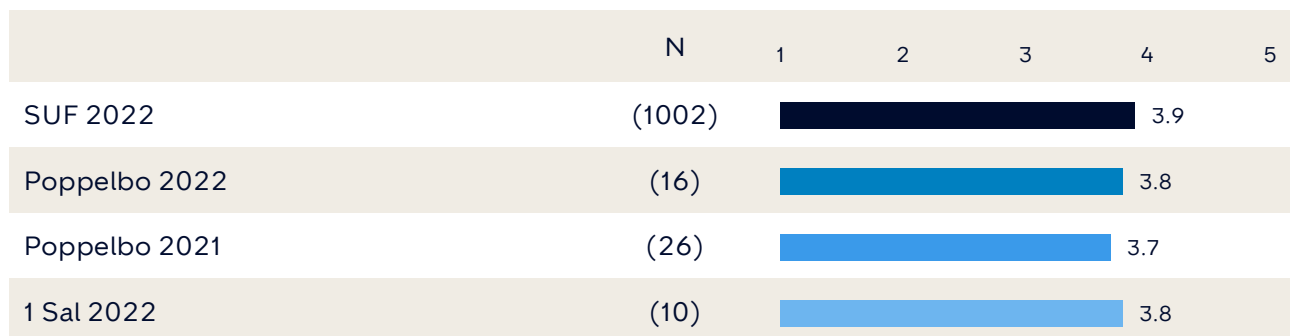 N 1 2 3 4 5
SUF 2022 (1002) 3.9
Poppelbo 2022 (16) 3.8
Poppelbo 2021 (26) 3.7
1 Sal 2022 (10) 3.8